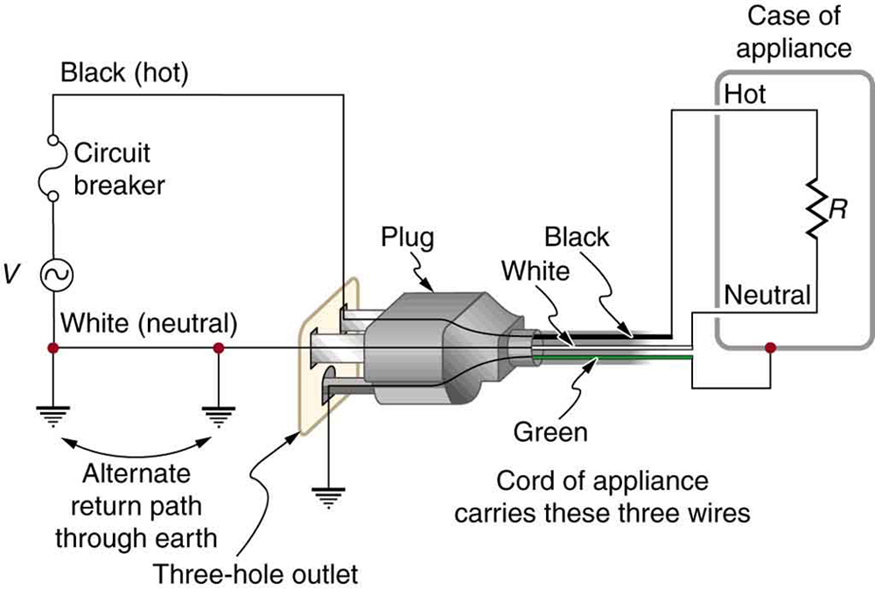 Case of
appliance
Black (hot)
Hot
Circuit
breaker
R
Plug
Black
White
V
Neutral
White (neutral)
Green
Alternate
return path
through earth
Cord of appliance
carries these three wires
Three-hole outlet